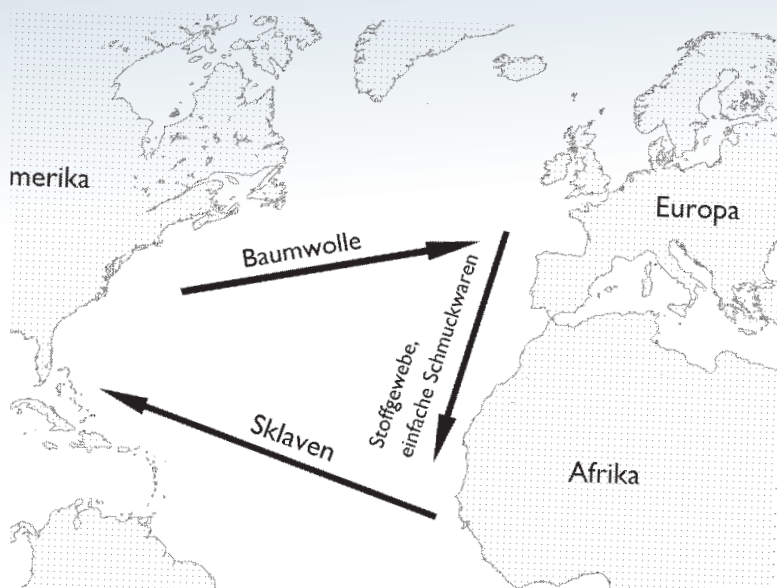 merika
Europa
Baumwolle
Stoffgewebe,
einfache Schmuckwaren
Sklaven
Afrika